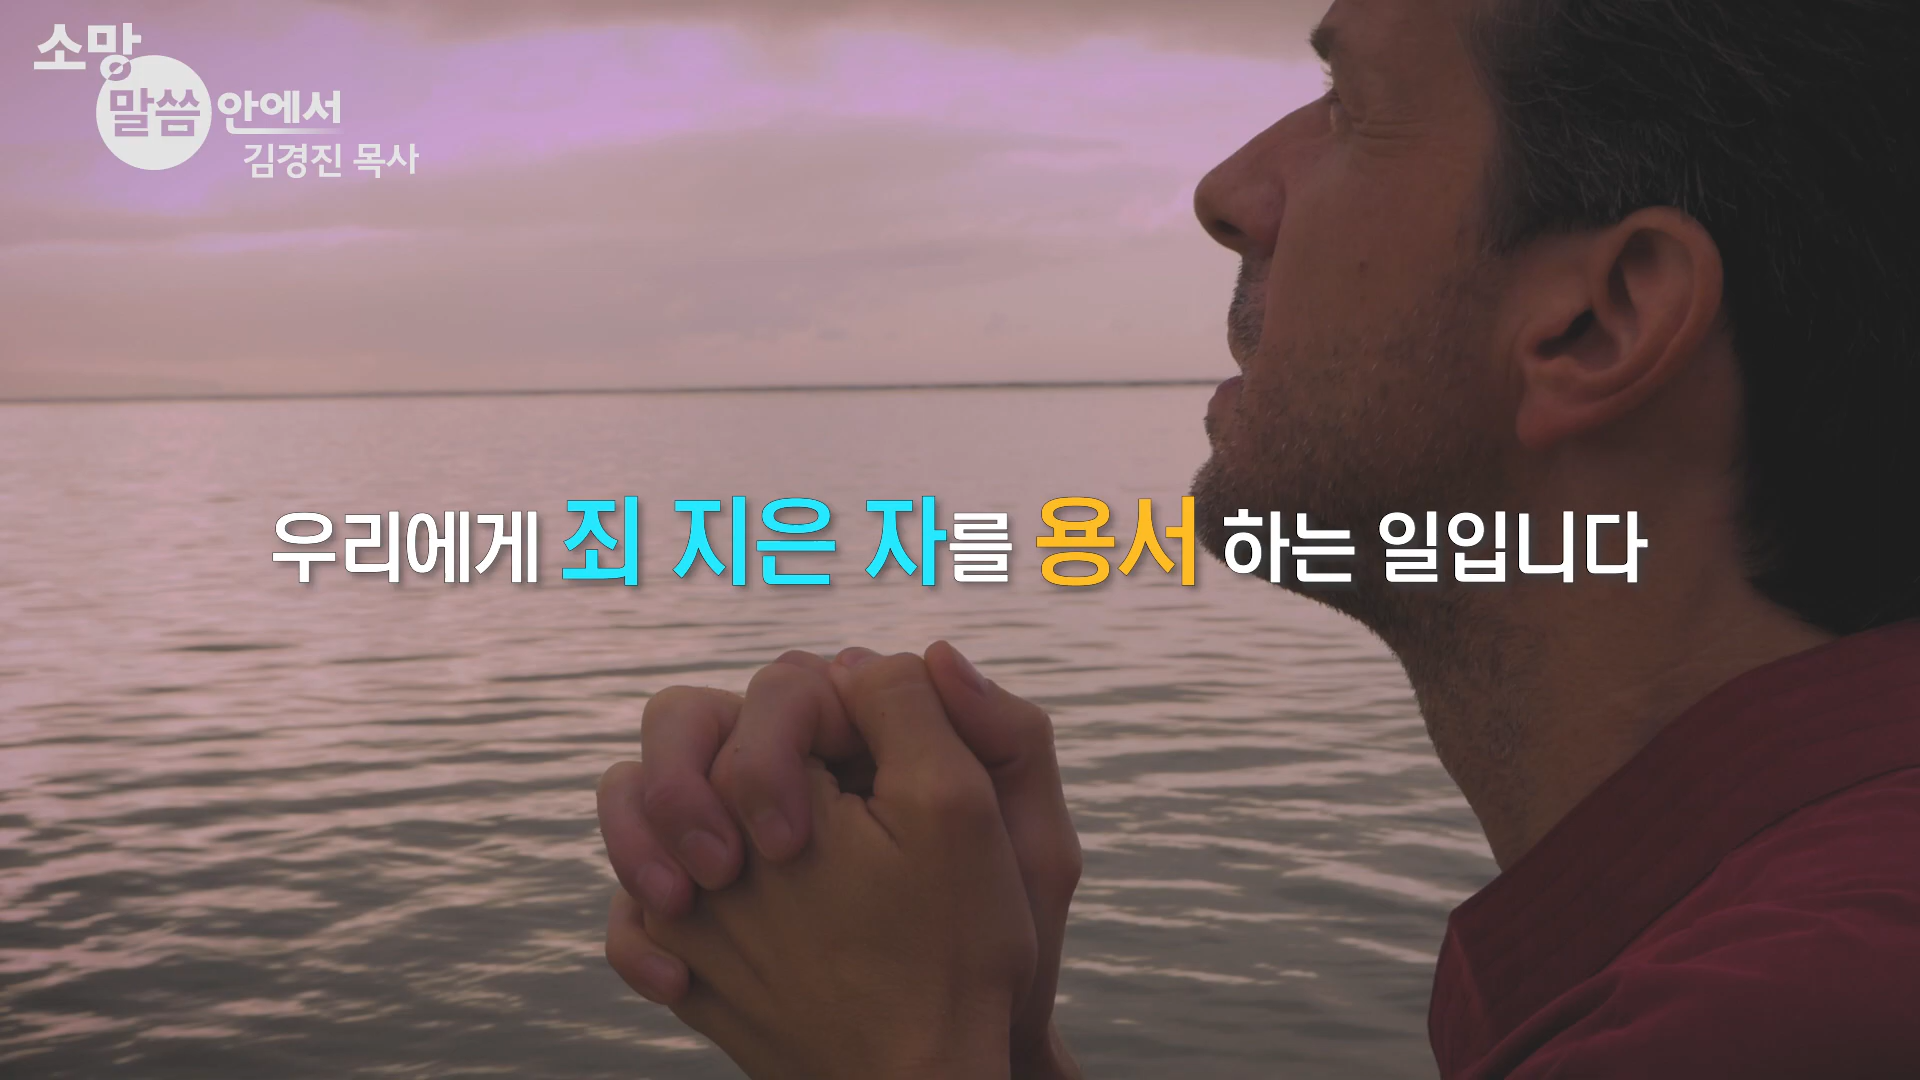 소망
말씀 안에서
김경진 목사
우리에게 죄 지은 자를 용서 하는 일입니다